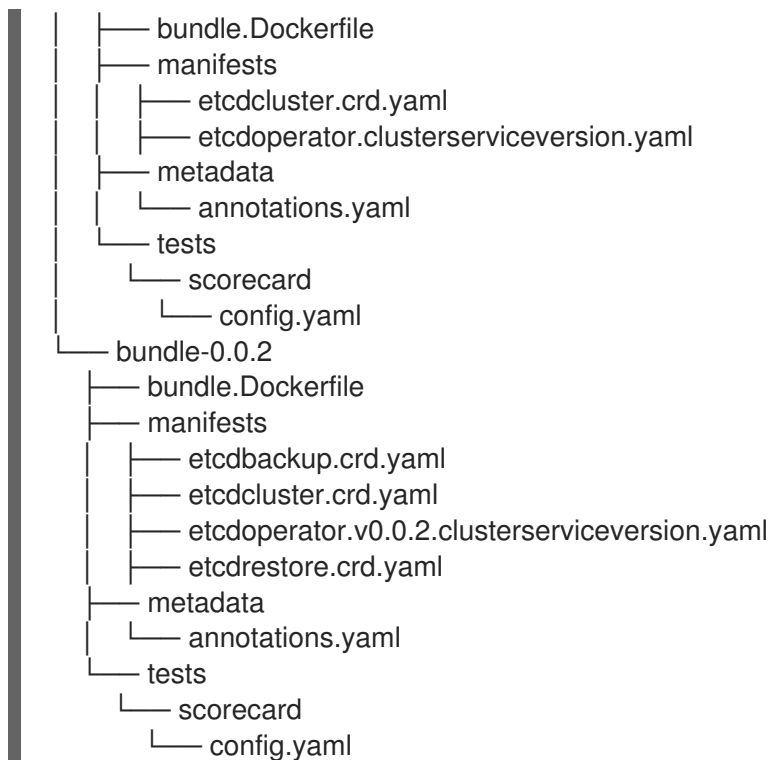 │   ├── bundle.Dockerfile
│   ├── manifests
│   │   ├── etcdcluster.crd.yaml
│   │   ├── etcdoperator.clusterserviceversion.yaml
│   ├── metadata
│   │   └── annotations.yaml
│   └── tests
│       └── scorecard
│           └── config.yaml
└── bundle-0.0.2
    ├── bundle.Dockerfile
    ├── manifests
    │   ├── etcdbackup.crd.yaml
    │   ├── etcdcluster.crd.yaml
    │   ├── etcdoperator.v0.0.2.clusterserviceversion.yaml
    │   ├── etcdrestore.crd.yaml
    ├── metadata
    │   └── annotations.yaml
    └── tests
        └── scorecard
            └── config.yaml